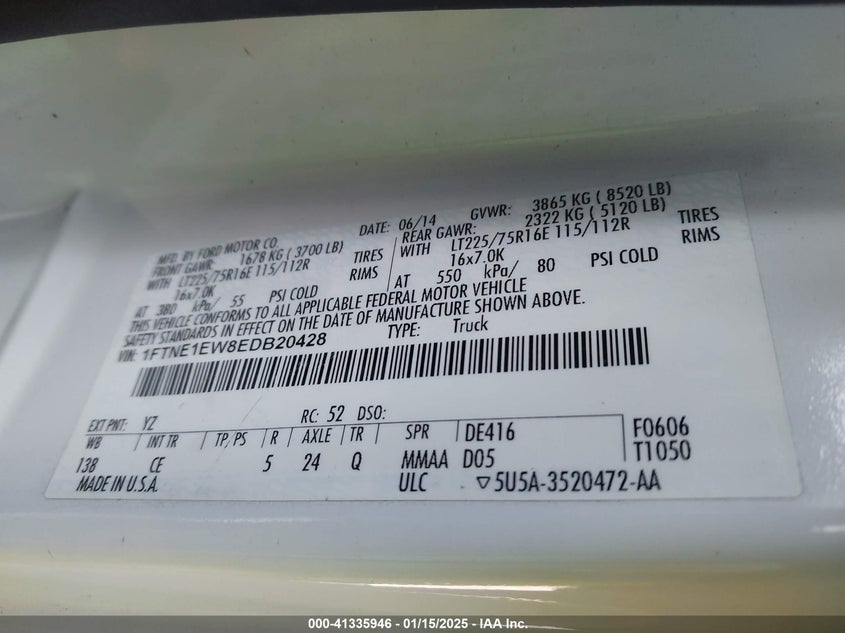 MFD. BY FORD MOTOR CO. DATE: 06/14 GVWR: 3865 KG ( 8520 LB)
FRONT GAWR: 1678 KG ( 3700 LB) REAR GAWR: 2322 KG ( 5120 LB)
WITH LT225/75R16E 115/112R TIRES WITH LT225/75R16E 115/112R TIRES
16x7.0K RIMS 16x7.0K RIMS
AT 380 kPa/ 55 PSI COLD AT 550 kPa/ 80 PSI COLD
THIS VEHICLE CONFORMS TO ALL APPLICABLE FEDERAL MOTOR VEHICLE
SAFETY STANDARDS IN EFFECT ON THE DATE OF MANUFACTURE SHOWN ABOVE.
VIN: 1FTNE1EW8EDB20428 TYPE: Truck
EXT PNT: YZ RC: 52 DSO:
WB INT TR TP/PS R AXLE TR SPR DE416 F0606
138 CE 5 24 Q MMAA D05 T1050
MADE IN U.S.A. ULC ▽5U5A-3520472-AA
000-41335946 - 01/15/2025 - IAA Inc.